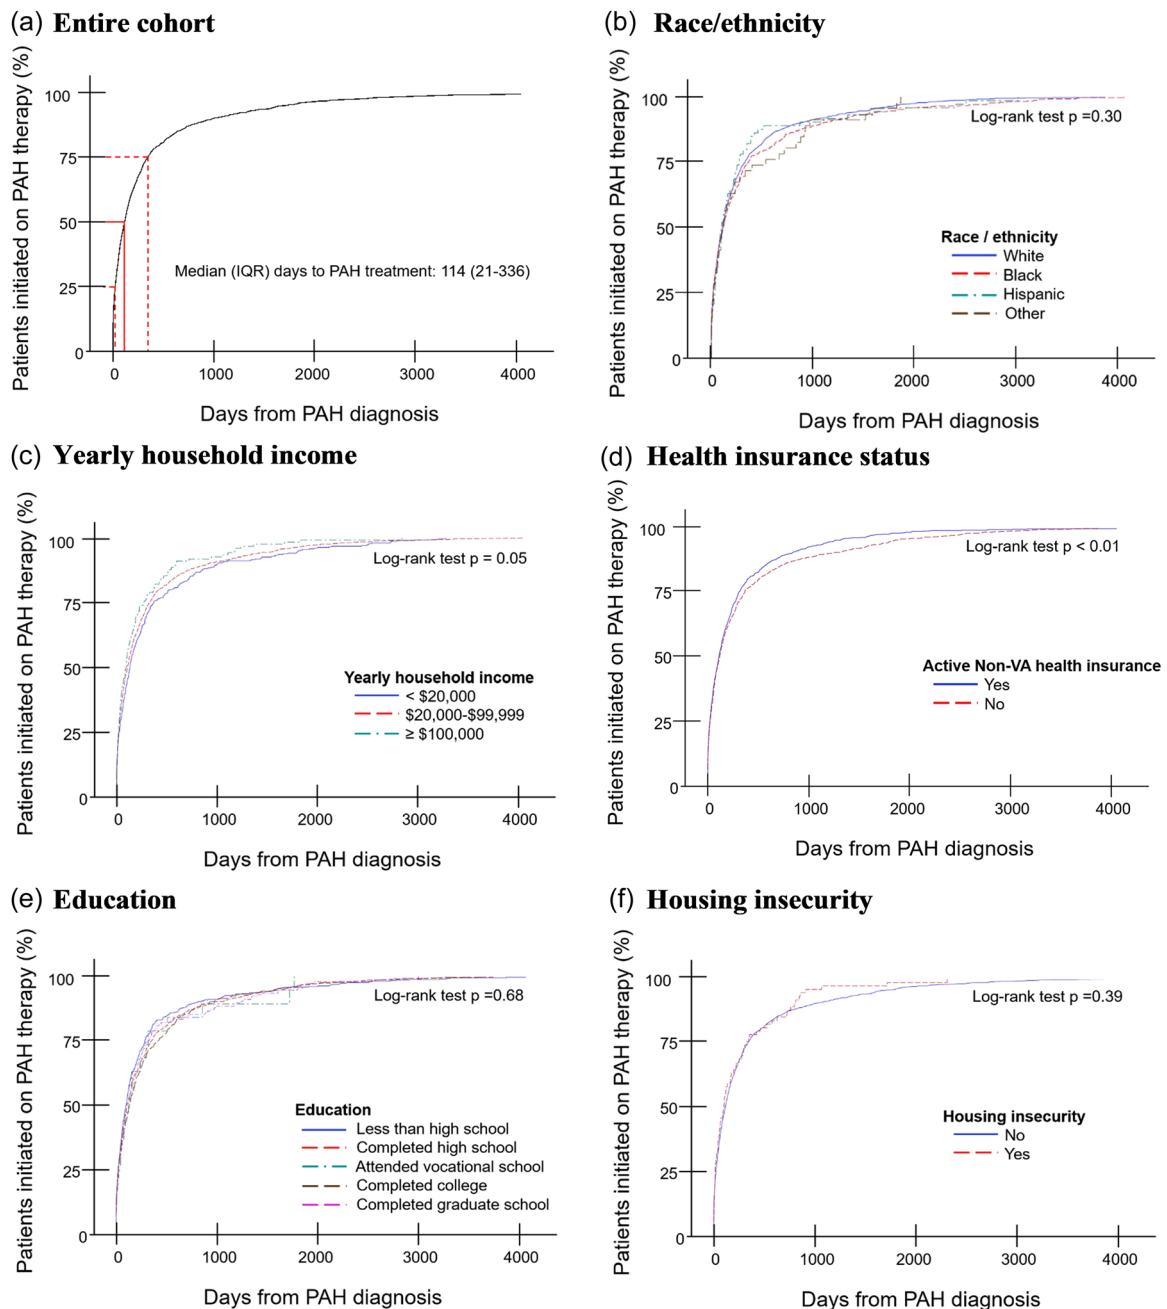 (a) Entire cohort
Patients initiated on PAH therapy (%)
100
75
50
25
0
Median (IQR) days to PAH treatment: 114 (21-336)
0 1000 2000 3000 4000
Days from PAH diagnosis
(b) Race/ethnicity
Patients initiated on PAH therapy (%)
100
75
50
25
0
Log-rank test p =0.30
Race / ethnicity
White
Black
Hispanic
Other
0 1000 2000 3000 4000
Days from PAH diagnosis
(c) Yearly household income
Patients initiated on PAH therapy (%)
100
75
50
25
0
Log-rank test p = 0.05
Yearly household income
< $20,000
$20,000-$99,999
≥ $100,000
0 1000 2000 3000 4000
Days from PAH diagnosis
(d) Health insurance status
Patients initiated on PAH therapy (%)
100
75
50
25
0
Log-rank test p < 0.01
Active Non-VA health insurance
Yes
No
0 1000 2000 3000 4000
Days from PAH diagnosis
(e) Education
Patients initiated on PAH therapy (%)
100
75
50
25
0
Log-rank test p =0.68
Education
Less than high school
Completed high school
Attended vocational school
Completed college
Completed graduate school
0 1000 2000 3000 4000
Days from PAH diagnosis
(f) Housing insecurity
Patients initiated on PAH therapy (%)
100
75
50
25
0
Log-rank test p =0.39
Housing insecurity
No
Yes
0 1000 2000 3000 4000
Days from PAH diagnosis